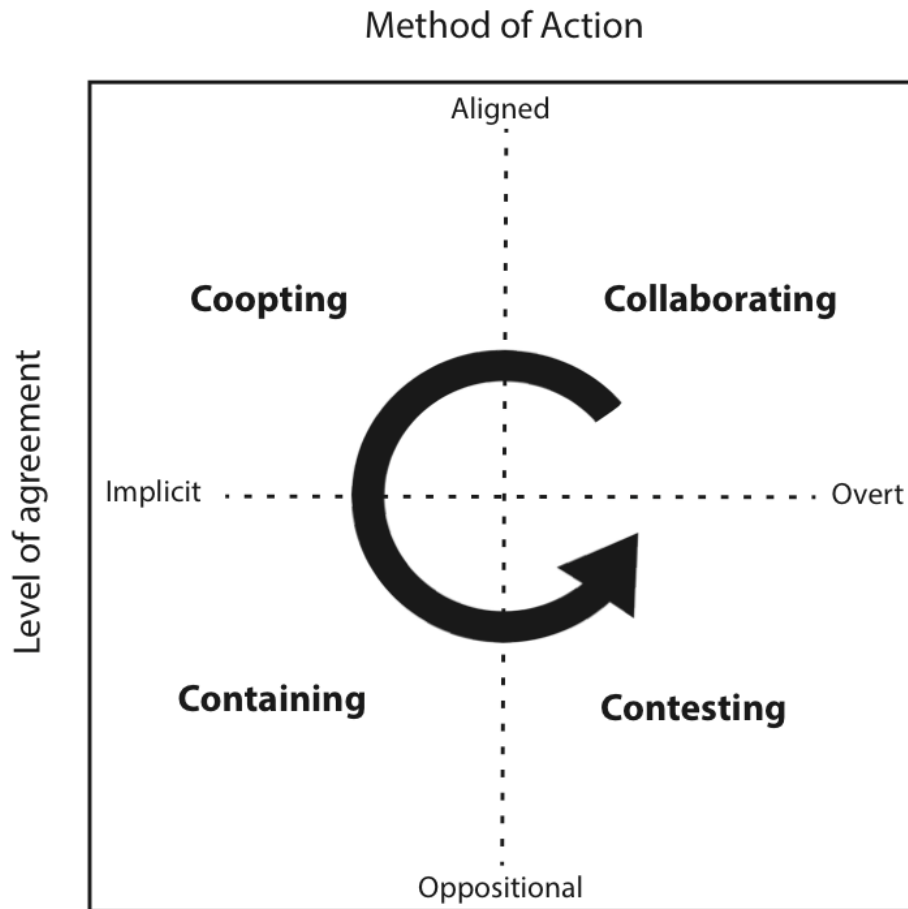 Method of Action
Aligned
Coopting
Collaborating
Level of agreement
Implicit
Overt
Containing
Contesting
Oppositional